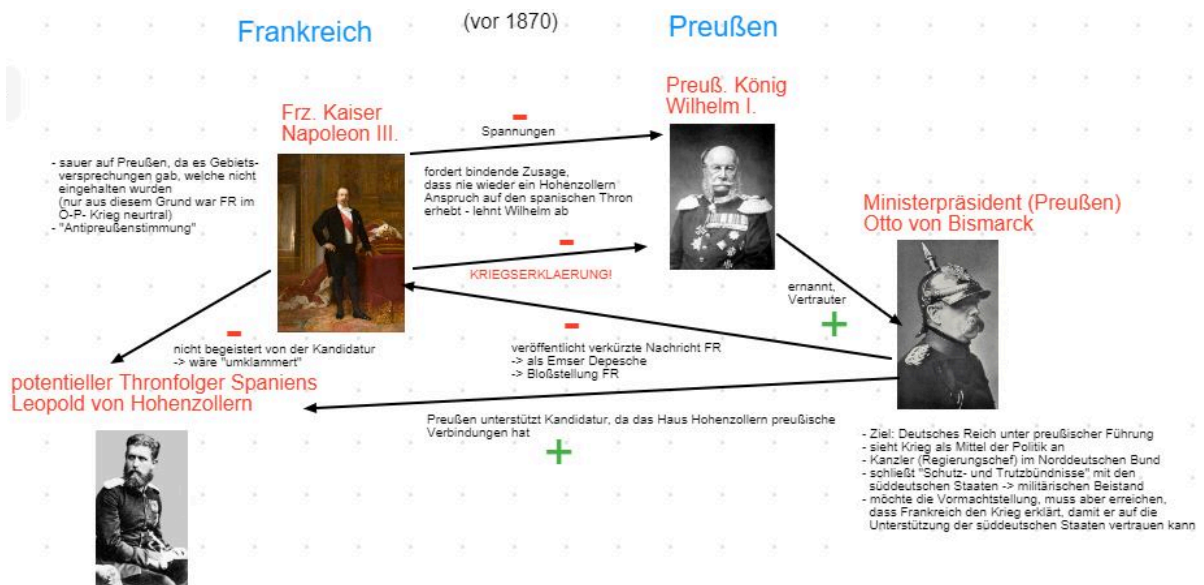 Frankreich
(vor 1870)
Preußen
Frz. Kaiser
Napoleon III.
Preuß. König
Wilhelm I.
Spannungen
- sauer auf Preußen, da es Gebiets-
versprechungen gab, welche nicht
eingehalten wurden
(nur aus diesem Grund war FR im
Ö-P- Krieg neurtral)
- "Antipreußenstimmung"
fordert bindende Zusage,
dass nie wieder ein Hohenzollern
Anspruch auf den spanischen Thron
erhebt - lehnt Wilhelm ab
KRIEGSERKLAERUNG!
Ministerpräsident (Preußen)
Otto von Bismarck
ernannt,
Vertrauter
nicht begeistert von der Kandidatur
-> wäre "umklammert"
veröffentlicht verkürzte Nachricht FR
-> als Emser Depesche
-> Bloßstellung FR
potentieller Thronfolger Spaniens
Leopold von Hohenzollern
Preußen unterstützt Kandidatur, da das Haus Hohenzollern preußische
Verbindungen hat
- Ziel: Deutsches Reich unter preußischer Führung
- sieht Krieg als Mittel der Politik an
- Kanzler (Regierungschef) im Norddeutschen Bund
- schließt "Schutz- und Trutzbündnisse" mit den
süddeutschen Staaten -> militärischen Beistand
- möchte die Vormachtstellung, muss aber erreichen,
dass Frankreich den Krieg erklärt, damit er auf die
Unterstützung der süddeutschen Staaten vertrauen kann